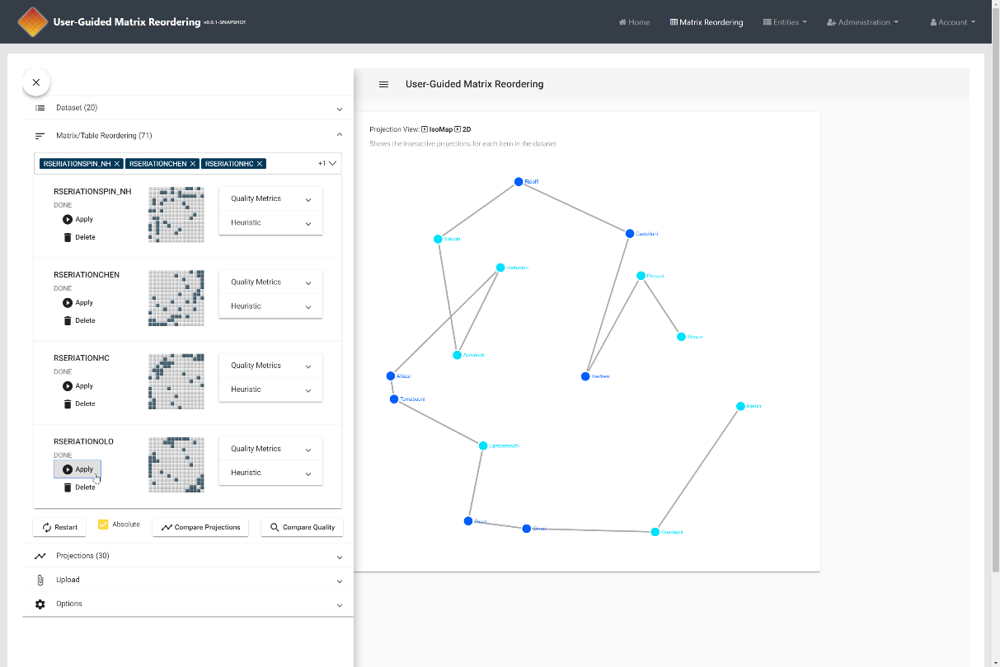 User-Guided Matrix Reordering v0.0.1-SNAPSHOT
Home
Matrix Reordering
Entities
Administration
Account
Dataset (20)
Matrix/Table Reordering (71)
RSERIATIONSPIN_NH
RSERIATIONCHEN
RSERIATIONHC
+1
RSERIATIONSPIN_NH
DONE
Apply
Delete
Quality Metrics
Heuristic
RSERIATIONCHEN
DONE
Apply
Delete
Quality Metrics
Heuristic
RSERIATIONHC
DONE
Apply
Delete
Quality Metrics
Heuristic
RSERIATIONOLO
DONE
Apply
Delete
Quality Metrics
Heuristic
Restart
Absolute
Compare Projections
Compare Quality
Projections (30)
Upload
Options
User-Guided Matrix Reordering
Projection View: IsoMap 2D
Shows the interactive projections for each item in the dataset
Ridolfi
Salviati
Castellani
Barbadori
Peruzzi
Strozzi
Acciaiuoli
Albizzi
Bischeri
Tornabuoni
Medici
Lamberteschi
Pazzi
Ginori
Guadagni